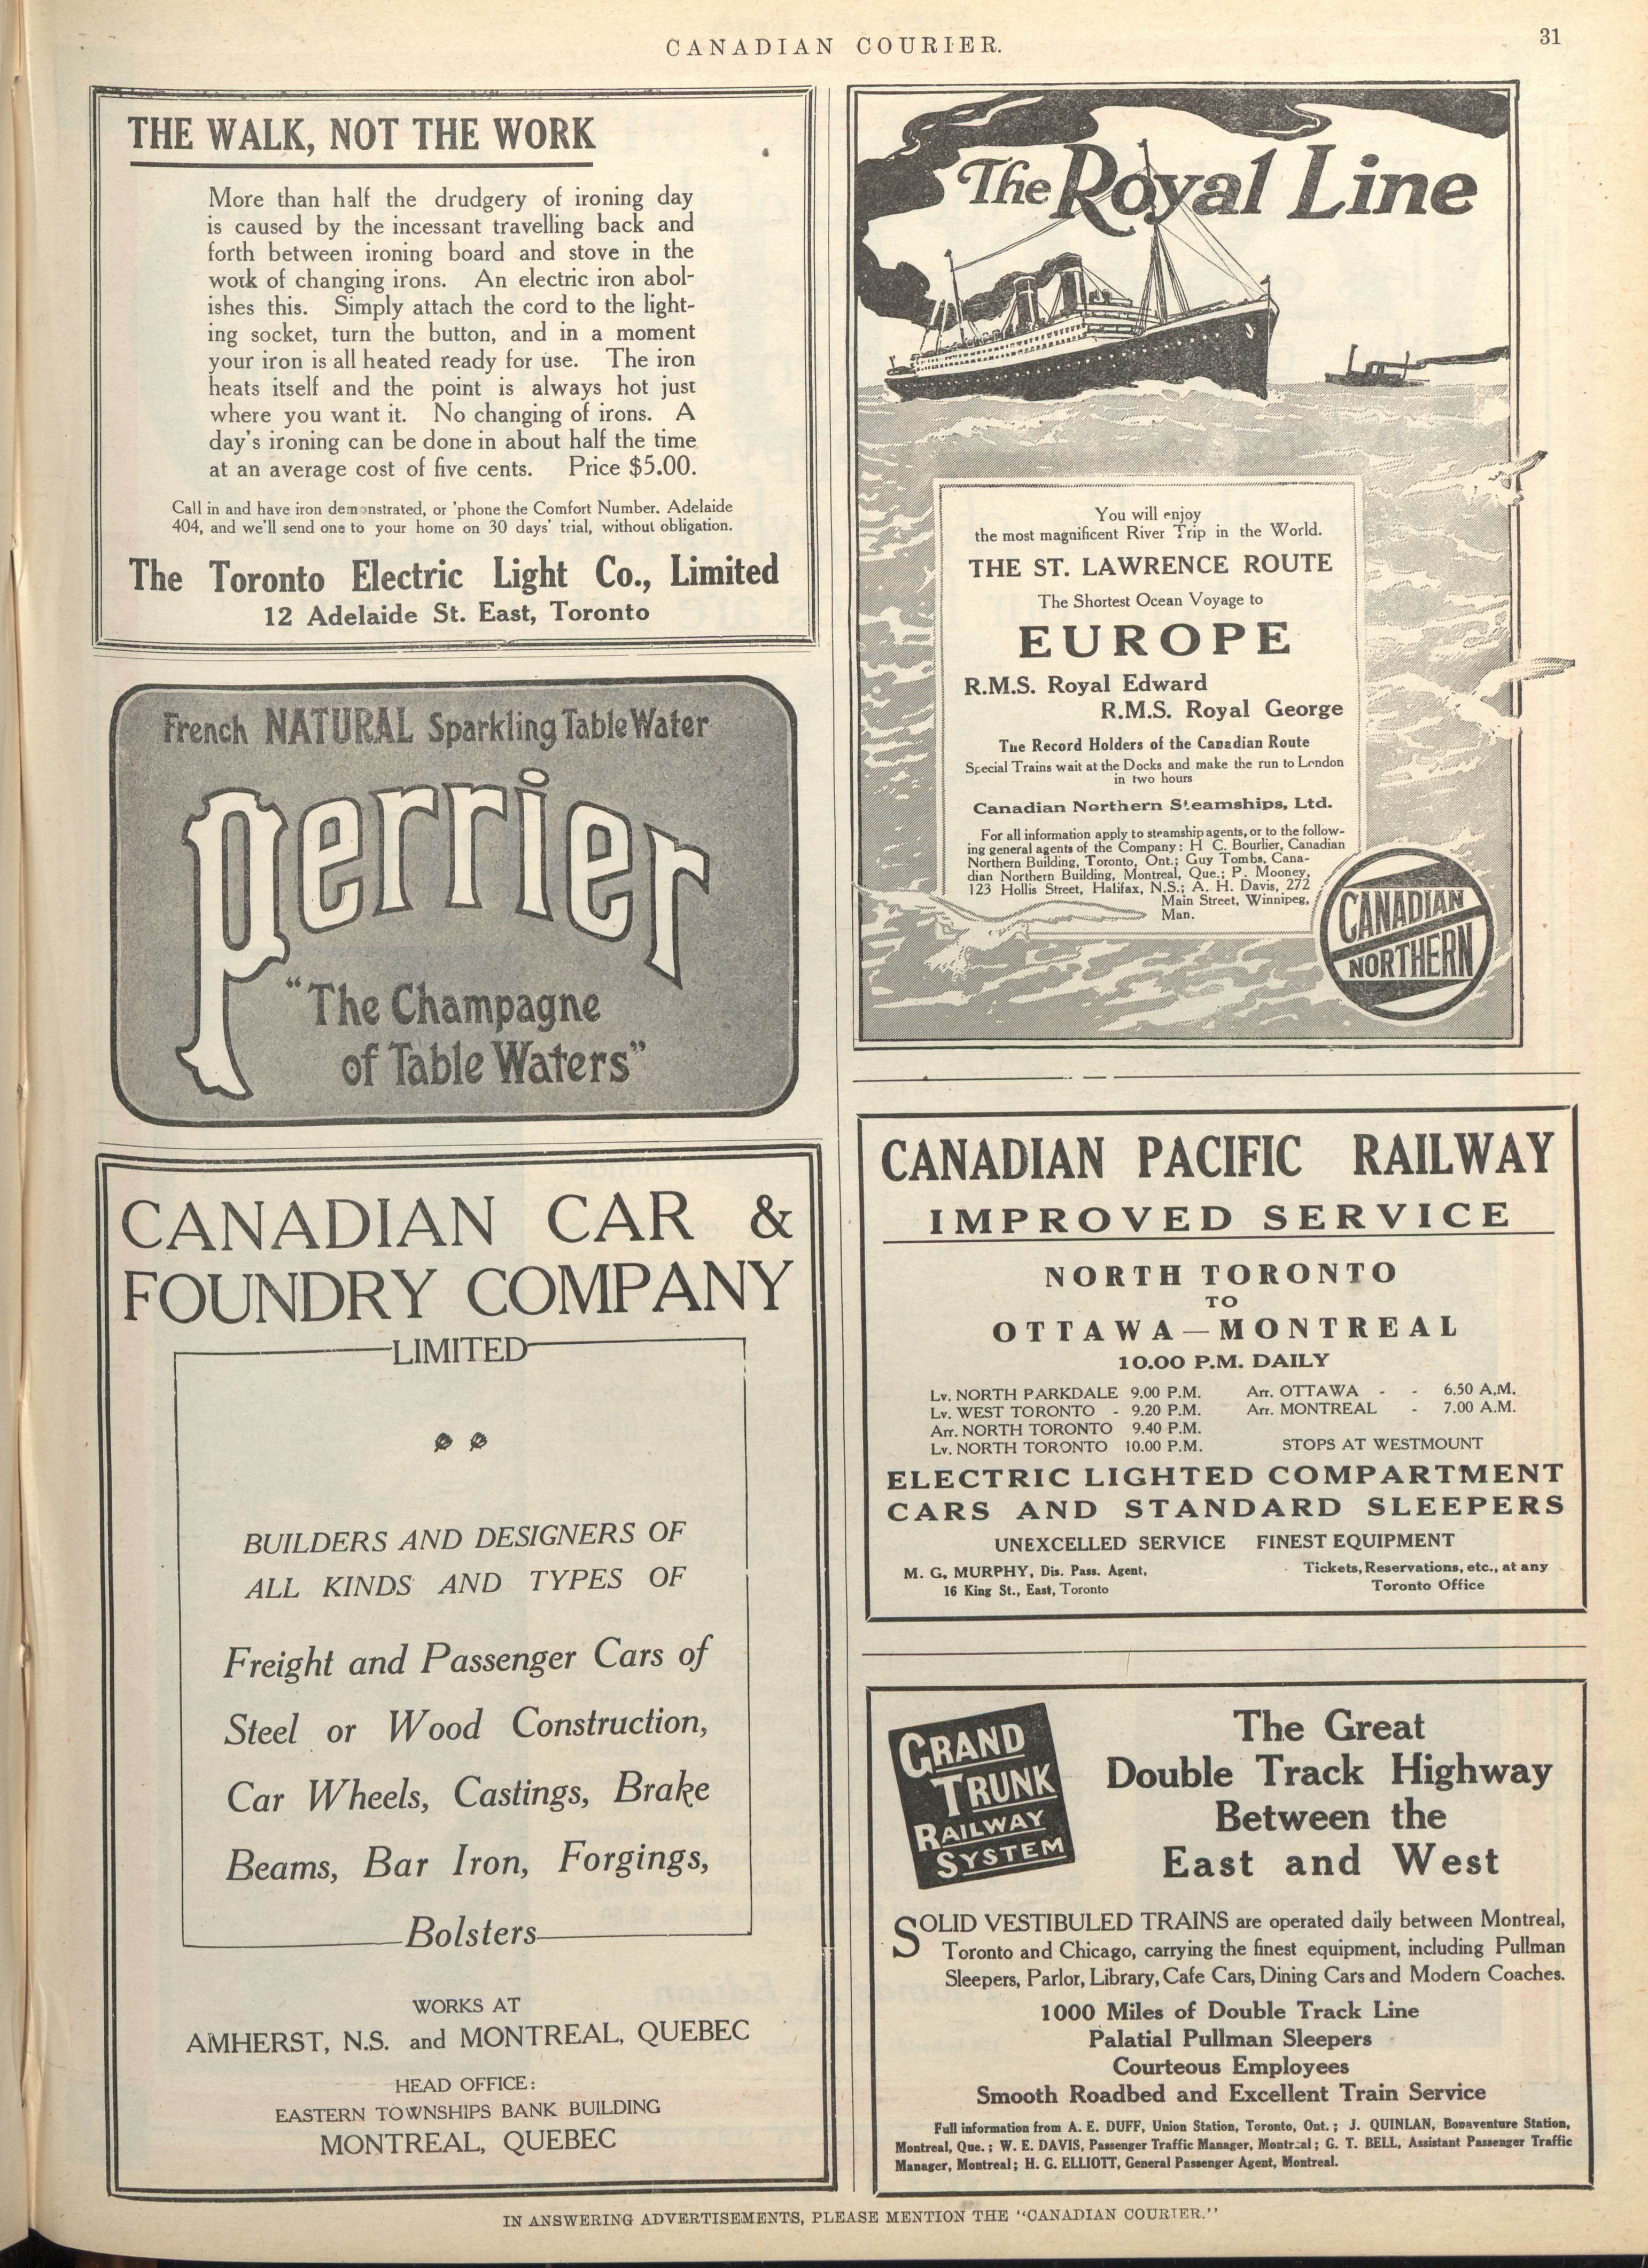 CANADIAN COURIER.
31
THE WALK, NOT THE WORK
More than half the drudgery of ironing day
is caused by the incessant travelling back and
forth between ironing board and stove in the
work of changing irons. An electric iron abol-
ishes this. Simply attach the cord to the light-
ing socket, turn the button, and in a moment
your iron is all heated ready for use. The iron
heats itself and the point is always hot just
where you want it. No changing of irons. A
day's ironing can be done in about half the time
at an average cost of five cents. Price $5.00.
Call in and have iron demonstrated, or 'phone the Comfort Number, Adelaide
404, and we'll send one to your home on 30 days' trial, without obligation.
The Toronto Electric Light Co., Limited
12 Adelaide St. East, Toronto
French NATURAL Sparkling Table Water
Perrier
"The Champagne
of Table Waters"
CANADIAN CAR &
FOUNDRY COMPANY
LIMITED
BUILDERS AND DESIGNERS OF
ALL KINDS AND TYPES OF
Freight and Passenger Cars of
Steel or Wood Construction,
Car Wheels, Castings, Brake
Beams, Bar Iron, Forgings,
Bolsters
WORKS AT
AMHERST, N.S. and MONTREAL, QUEBEC
HEAD OFFICE:
EASTERN TOWNSHIPS BANK BUILDING
MONTREAL, QUEBEC
The Royal Line
You will enjoy
the most magnificent River Trip in the World.
THE ST. LAWRENCE ROUTE
The Shortest Ocean Voyage to
EUROPE
R.M.S. Royal Edward
R.M.S. Royal George
The Record Holders of the Canadian Route
Special Trains wait at the Docks and make the run to London
in two hours
Canadian Northern Steamships, Ltd.
For all information apply to steamship agents, or to the follow-
ing general agents of the Company: H C. Bourlier, Canadian
Northern Building, Toronto, Ont.; Guy Tombs, Cana-
dian Northern Building, Montreal, Que.; P. Mooney,
123 Hollis Street, Halifax, N.S.; A. H. Davis, 272
Main Street, Winnipeg,
Man.
CANADIAN
NORTHERN
CANADIAN PACIFIC RAILWAY
IMPROVED SERVICE
NORTH TORONTO
TO
OTTAWA—MONTREAL
10.00 P.M. DAILY
Lv. NORTH PARKDALE 9.00 P.M. Arr. OTTAWA - - 6.50 A.M.
Lv. WEST TORONTO - 9.20 P.M. Arr. MONTREAL - 7.00 A.M.
Arr. NORTH TORONTO 9.40 P.M.
Lv. NORTH TORONTO 10.00 P.M. STOPS AT WESTMOUNT
ELECTRIC LIGHTED COMPARTMENT
CARS AND STANDARD SLEEPERS
UNEXCELLED SERVICE FINEST EQUIPMENT
M. G. MURPHY, Dis. Pass. Agent, Tickets, Reservations, etc., at any
16 King St., East, Toronto Toronto Office
GRAND
TRUNK
RAILWAY
SYSTEM
The Great
Double Track Highway
Between the
East and West
SOLID VESTIBULED TRAINS are operated daily between Montreal,
Toronto and Chicago, carrying the finest equipment, including Pullman
Sleepers, Parlor, Library, Cafe Cars, Dining Cars and Modern Coaches.
1000 Miles of Double Track Line
Palatial Pullman Sleepers
Courteous Employees
Smooth Roadbed and Excellent Train Service
Full information from A. E. DUFF, Union Station, Toronto, Ont.; J. QUINLAN, Bonaventure Station,
Montreal, Que.; W. E. DAVIS, Passenger Traffic Manager, Montreal; G. T. BELL, Assistant Passenger Traffic
Manager, Montreal; H. G. ELLIOTT, General Passenger Agent, Montreal.
IN ANSWERING ADVERTISEMENTS, PLEASE MENTION THE "CANADIAN COURIER."